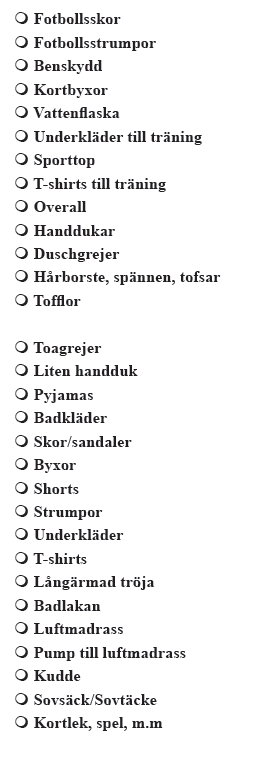 Fotbollsskor
Fotbollsstrumpor
Benskydd
Kortbyxor
Vattenflaska
Underkläder till träning
Sporttop
T-shirts till träning
Overall
Handdukar
Duschgrejer
Hårborste, spännen, tofsar
Tofflor
Toagrejer
Liten handduk
Pyjamas
Badkläder
Skor/sandaler
Byxor
Shorts
Strumpor
Underkläder
T-shirts
Långärmad tröja
Badlakan
Luftmadrass
Pump till luftmadrass
Kudde
Sovsäck/Sovtäcke
Kortlek, spel, m.m